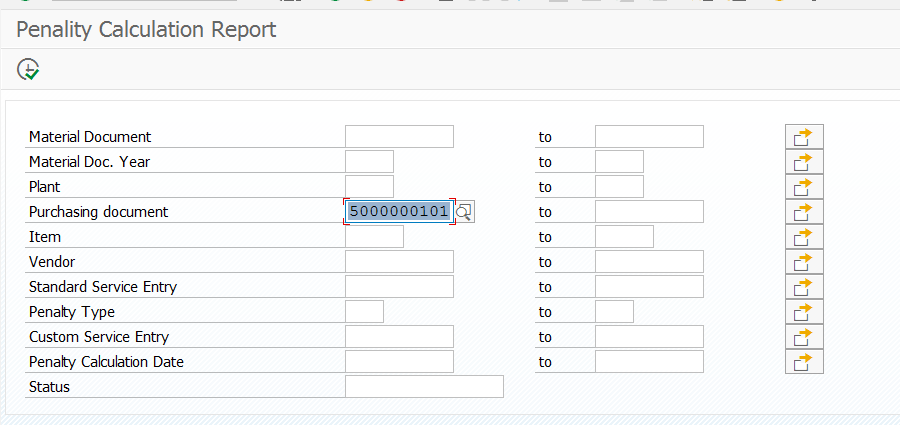 Penality Calculation Report
Material Document to
Material Doc. Year to
Plant to
Purchasing document 5000000101 to
Item to
Vendor to
Standard Service Entry to
Penalty Type to
Custom Service Entry to
Penalty Calculation Date to
Status